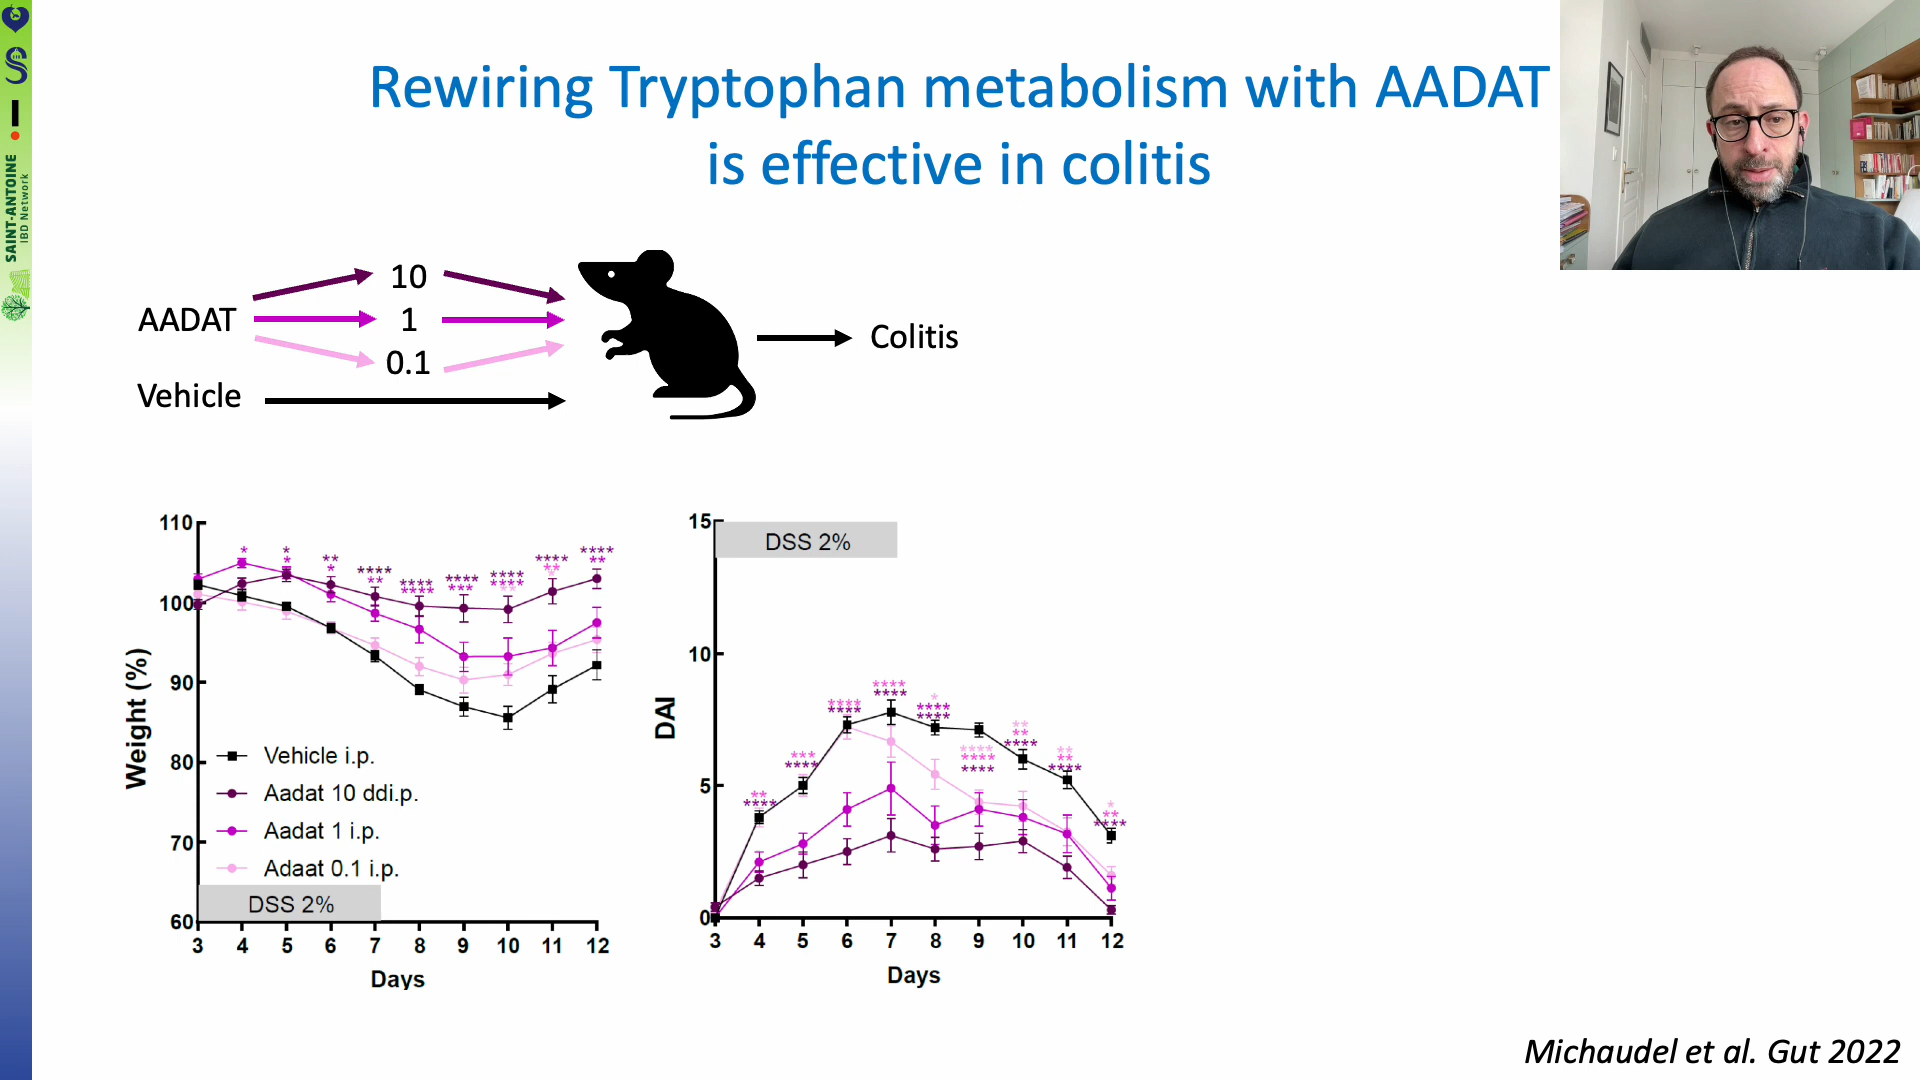 Rewiring Tryptophan metabolism with AADAT
is effective in colitis
SAINT-ANTOINE
IBD Network
AADAT
10
1
0.1
Vehicle
Colitis
110
100
90
80
70
60
Weight (%)
* * * ** * **** ** **** **** **** *** **** **** ** **** ** * **** **
Vehicle i.p.
Aadat 10 ddi.p.
Aadat 1 i.p.
Adaat 0.1 i.p.
DSS 2%
3 4 5 6 7 8 9 10 11 12
Days
15
10
5
0
DAI
DSS 2%
** **** *** **** **** **** **** **** * **** **** **** **** **** ** ** **** ** ** **** * ** ****
3 4 5 6 7 8 9 10 11 12
Days
Michaudel et al. Gut 2022